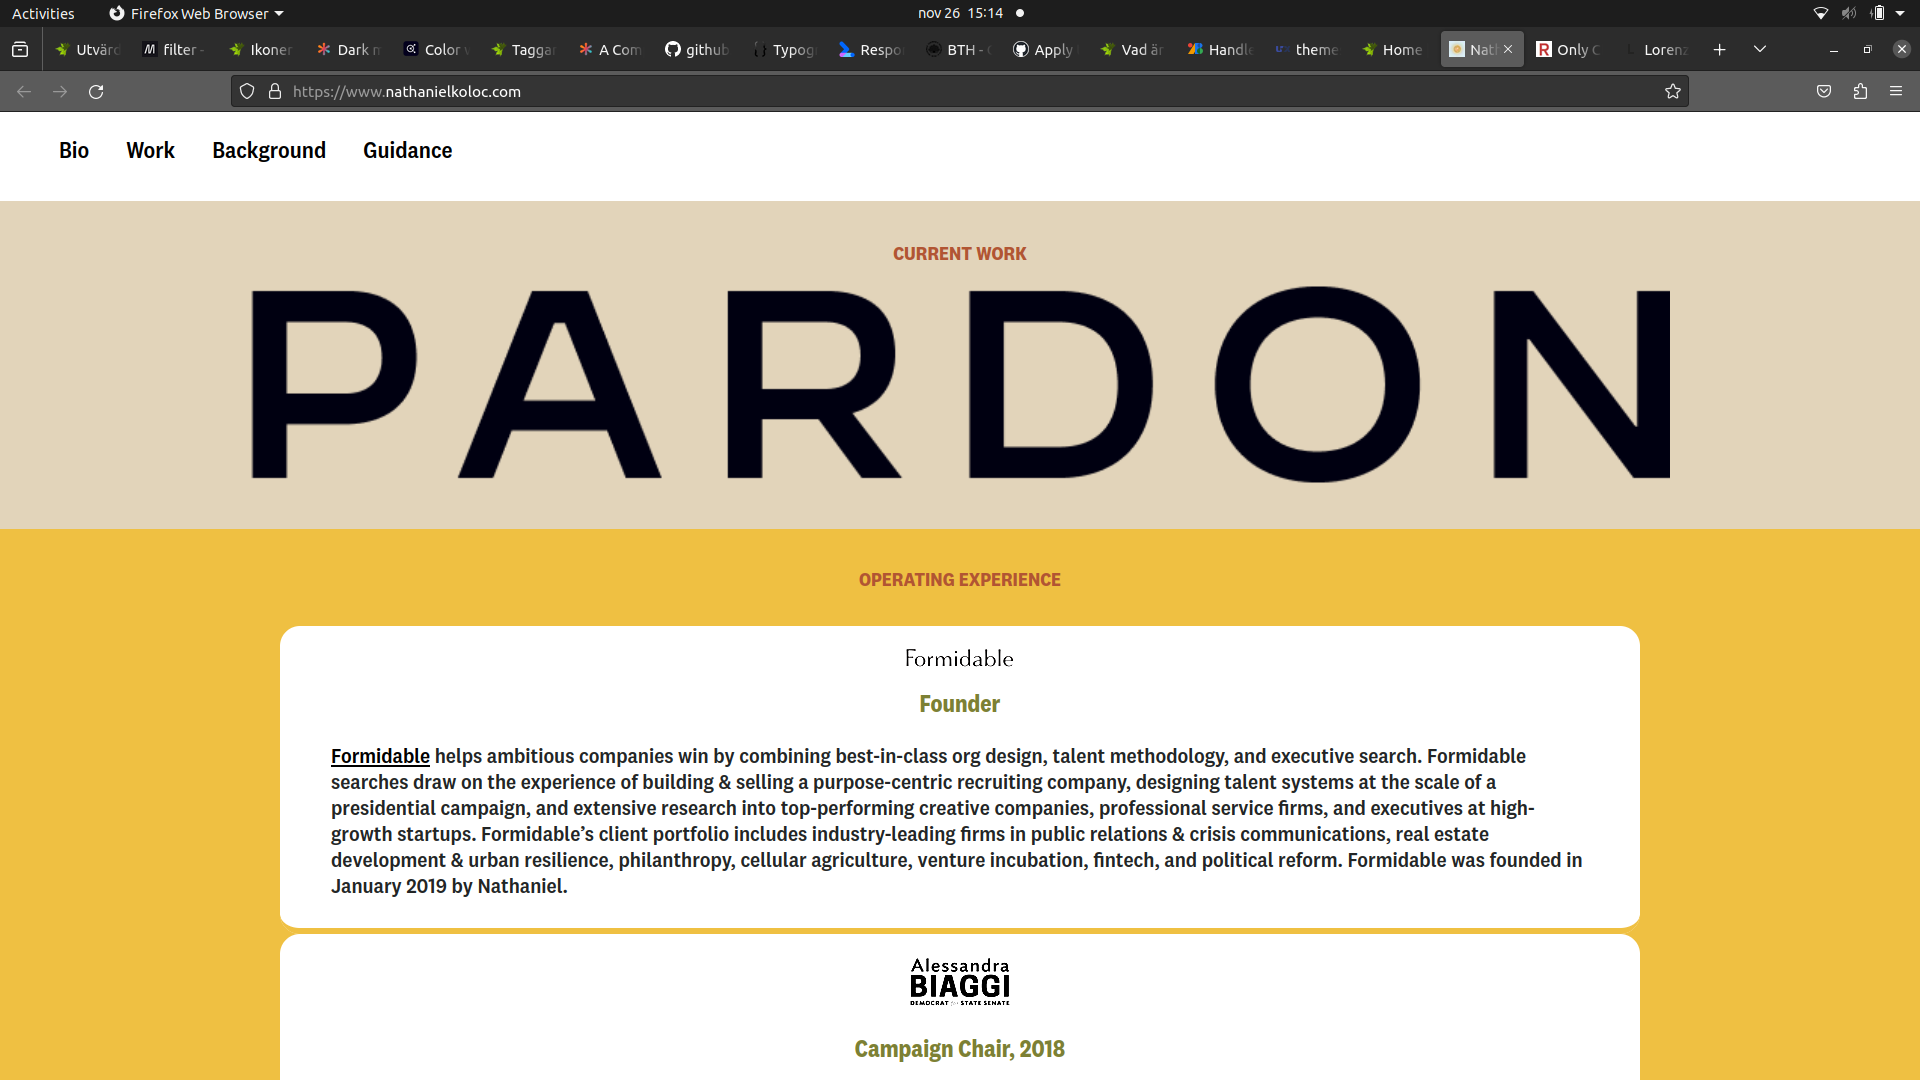 Activities Firefox Web Browser nov 26 15:14
Utvärd filter - Ikoner Dark m Color Taggar A Com github Typog Respo BTH - Apply Vad är Handle theme Home Nath Only C Lorenz
https://www.nathanielkoloc.com
Bio Work Background Guidance
CURRENT WORK
PARDON
OPERATING EXPERIENCE
Formidable
Founder
Formidable helps ambitious companies win by combining best-in-class org design, talent methodology, and executive search. Formidable
searches draw on the experience of building & selling a purpose-centric recruiting company, designing talent systems at the scale of a
presidential campaign, and extensive research into top-performing creative companies, professional service firms, and executives at high-
growth startups. Formidable’s client portfolio includes industry-leading firms in public relations & crisis communications, real estate
development & urban resilience, philanthropy, cellular agriculture, venture incubation, fintech, and political reform. Formidable was founded in
January 2019 by Nathaniel.
Alessandra
BIAGGI
DEMOCRAT for STATE SENATE
Campaign Chair, 2018